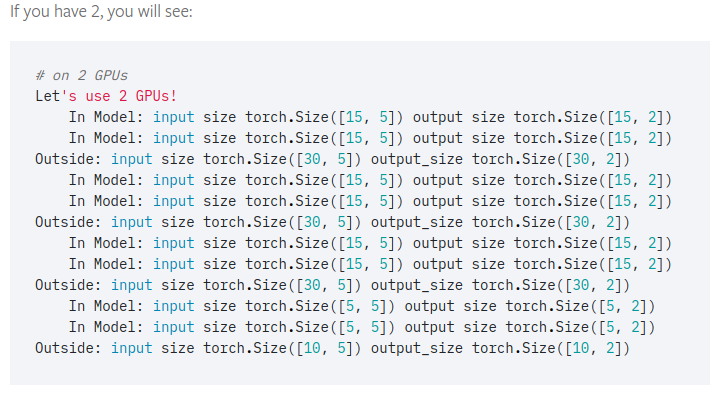 If you have 2, you will see:
# on 2 GPUs
Let's use 2 GPUs!
In Model: input size torch.Size([15, 5]) output size torch.Size([15, 2])
In Model: input size torch.Size([15, 5]) output size torch.Size([15, 2])
Outside: input size torch.Size([30, 5]) output_size torch.Size([30, 2])
In Model: input size torch.Size([15, 5]) output size torch.Size([15, 2])
In Model: input size torch.Size([15, 5]) output size torch.Size([15, 2])
Outside: input size torch.Size([30, 5]) output_size torch.Size([30, 2])
In Model: input size torch.Size([15, 5]) output size torch.Size([15, 2])
In Model: input size torch.Size([15, 5]) output size torch.Size([15, 2])
Outside: input size torch.Size([30, 5]) output_size torch.Size([30, 2])
In Model: input size torch.Size([5, 5]) output size torch.Size([5, 2])
In Model: input size torch.Size([5, 5]) output size torch.Size([5, 2])
Outside: input size torch.Size([10, 5]) output_size torch.Size([10, 2])